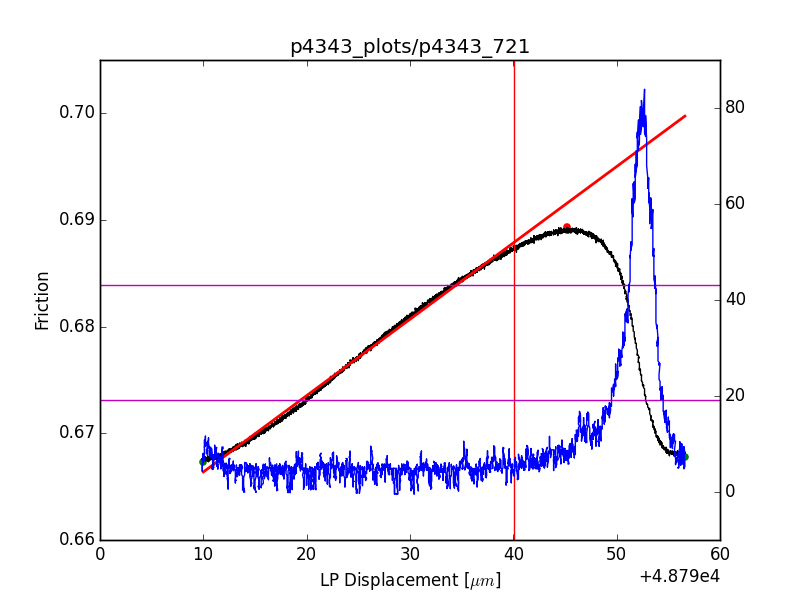 p4343_plots/p4343_721
0.70
0.69
0.68
0.67
0.66
Friction
80
60
40
20
0
0 10 20 30 40 50 60
LP Displacement [μm]
+4.879e4